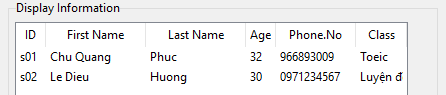 Display Information
ID First Name Last Name Age Phone.No Class
s01 Chu Quang Phuc 32 966893009 Toeic
s02 Le Dieu Huong 30 0971234567 Luyện đ